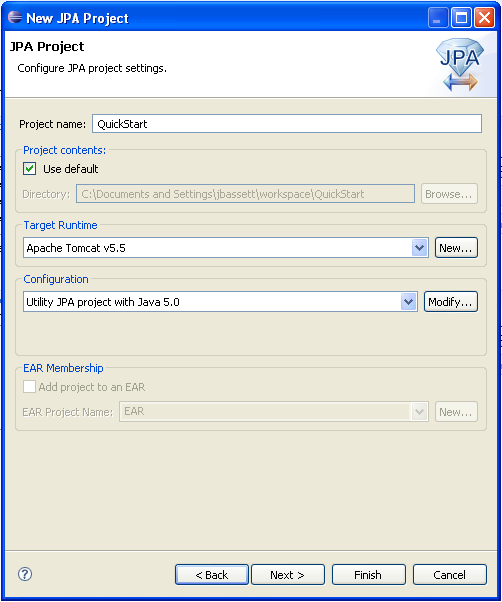 New JPA Project
JPA Project
Configure JPA project settings.
JPA
Project name: QuickStart
Project contents:
Use default
Directory: C:\Documents and Settings\jbassett\workspace\QuickStart Browse...
Target Runtime
Apache Tomcat v5.5 New...
Configuration
Utility JPA project with Java 5.0 Modify...
EAR Membership
Add project to an EAR
EAR Project Name: EAR New...
? < Back Next > Finish Cancel